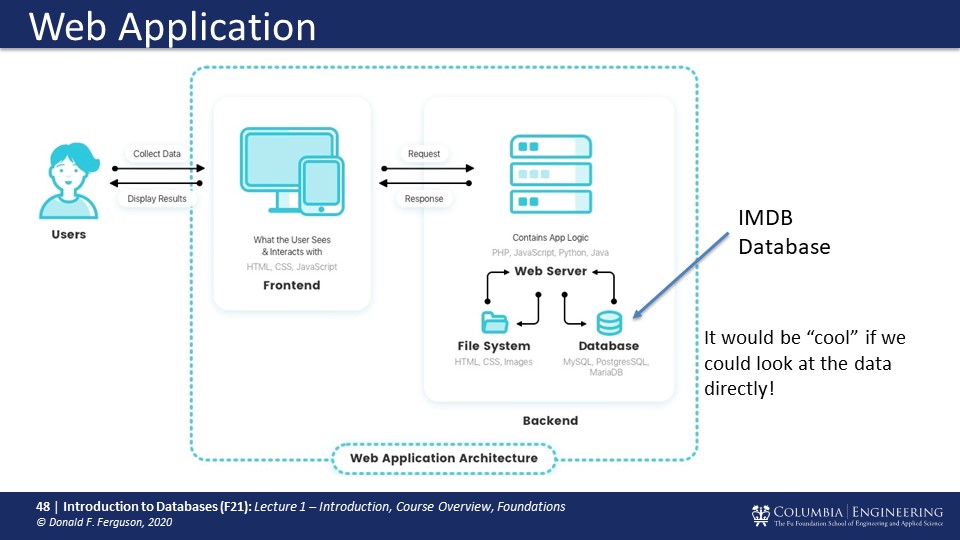 Web Application
Collect Data
Display Results
Users
What the User Sees
& Interacts with
HTML, CSS, JavaScript
Frontend
Request
Response
Contains App Logic
PHP, JavaScript, Python, Java
Web Server
File System
HTML, CSS, Images
Database
MySQL, PostgresSQL,
MariaDB
Backend
Web Application Architecture
IMDB
Database
It would be “cool” if we
could look at the data
directly!
48 | Introduction to Databases (F21): Lecture 1 – Introduction, Course Overview, Foundations
© Donald F. Ferguson, 2020
COLUMBIA | ENGINEERING
The Fu Foundation School of Engineering and Applied Science